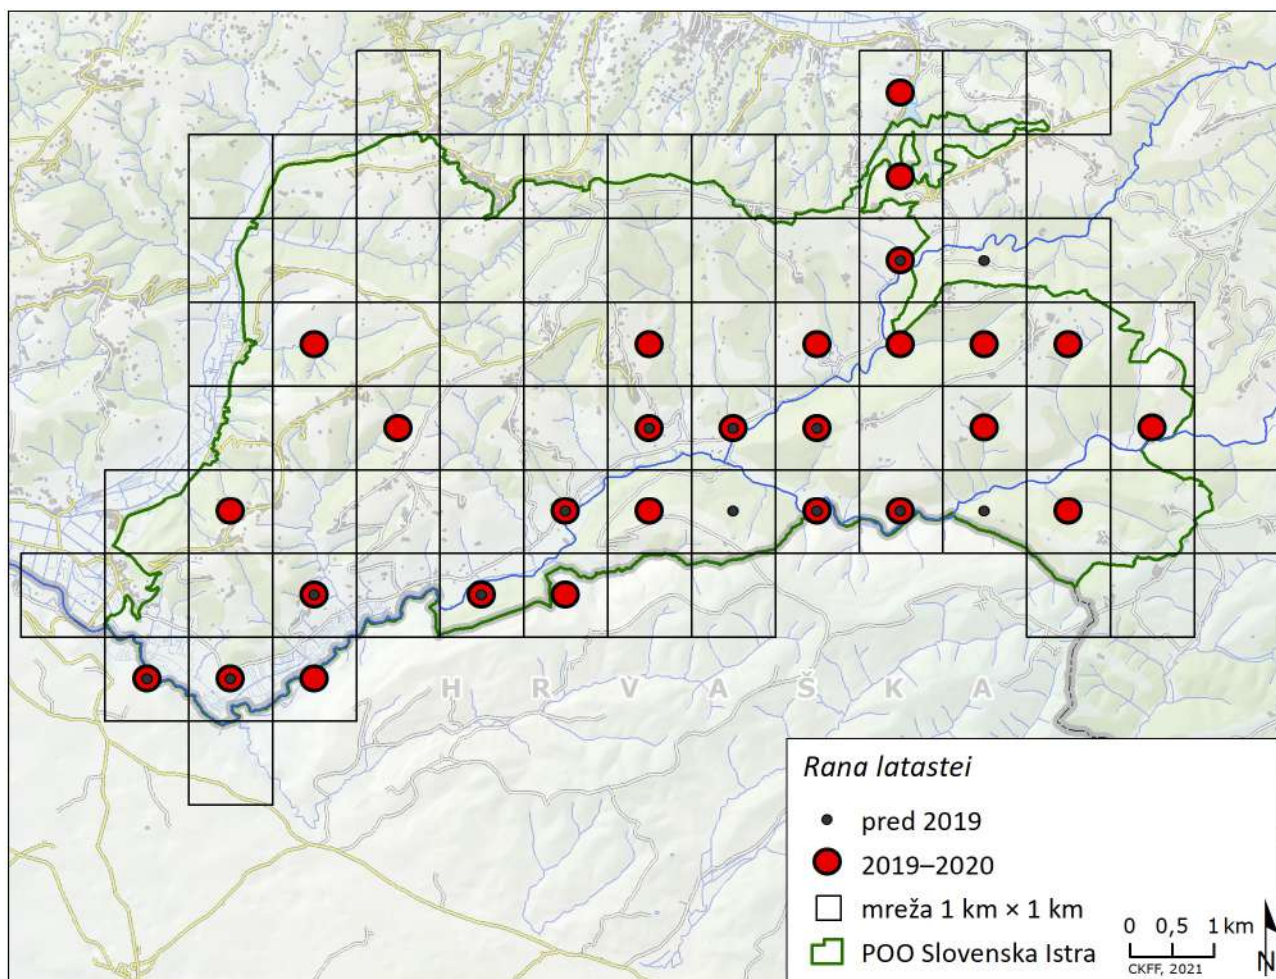 H R V A Š K A
Rana latastei
pred 2019
2019–2020
mreža 1 km × 1 km
POO Slovenska Istra
0 0,5 1 km
CKFF, 2021
N